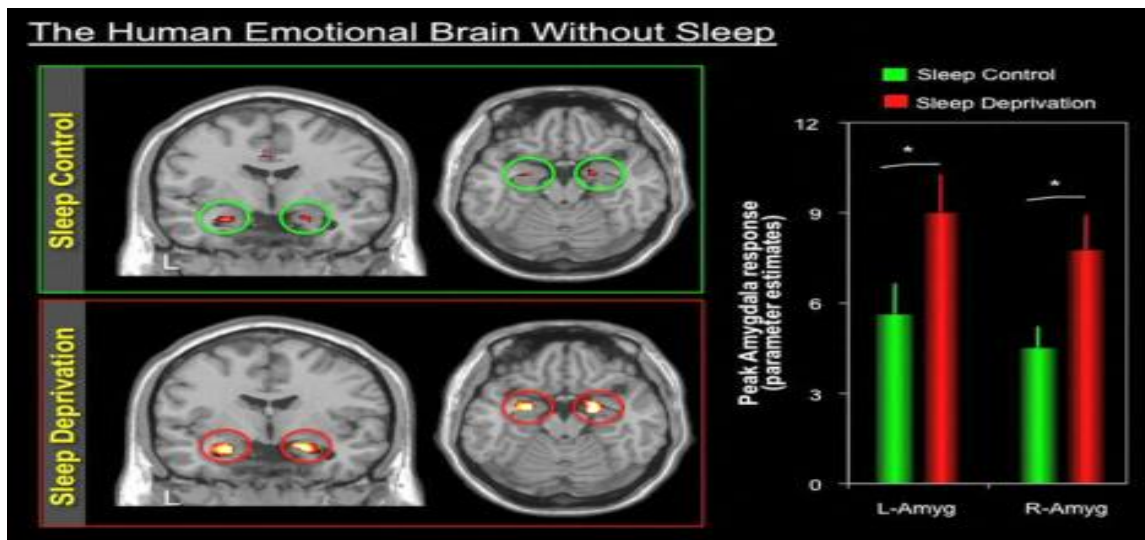 The Human Emotional Brain Without Sleep
Sleep Control
L
Sleep Deprivation
L
Sleep Control
Sleep Deprivation
Peak Amygdala response
(parameter estimates)
12
9
6
3
0
*
*
L-Amyg
R-Amyg